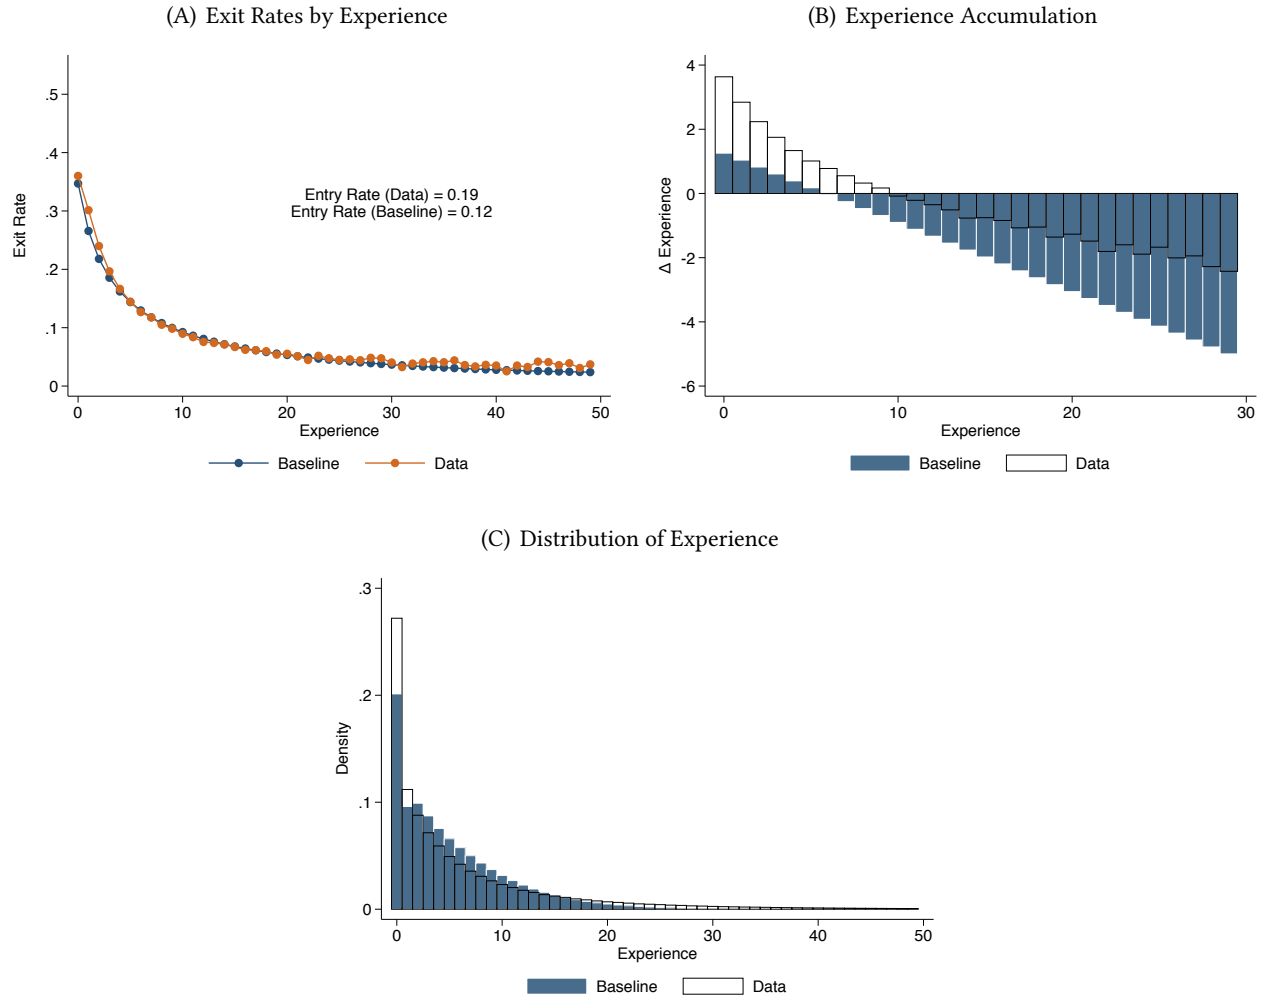 (A) Exit Rates by Experience
.5
.4
.3
.2
.1
0
Exit Rate
Entry Rate (Data) = 0.19
Entry Rate (Baseline) = 0.12
0 10 20 30 40 50
Experience
Baseline Data
(B) Experience Accumulation
4
2
0
-2
-4
-6
Δ Experience
0 10 20 30
Experience
Baseline Data
(C) Distribution of Experience
.3
.2
.1
0
Density
0 10 20 30 40 50
Experience
Baseline Data